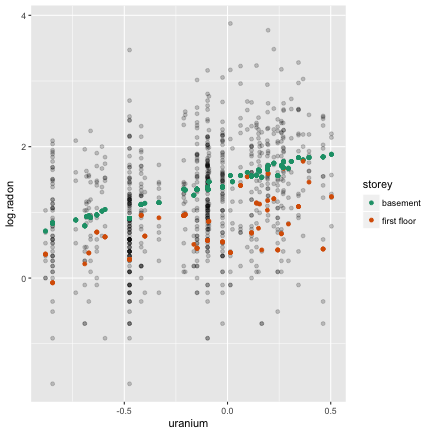 4
2
0
log.radon
-0.5
0.0
0.5
uranium
storey
basement
first floor